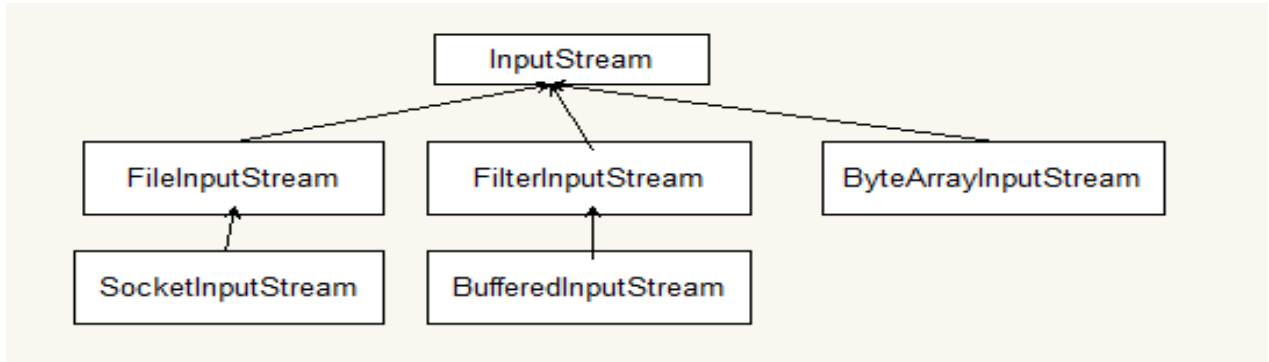 InputStream
FileInputStream
FilterInputStream
ByteArrayInputStream
SocketInputStream
BufferedInputStream